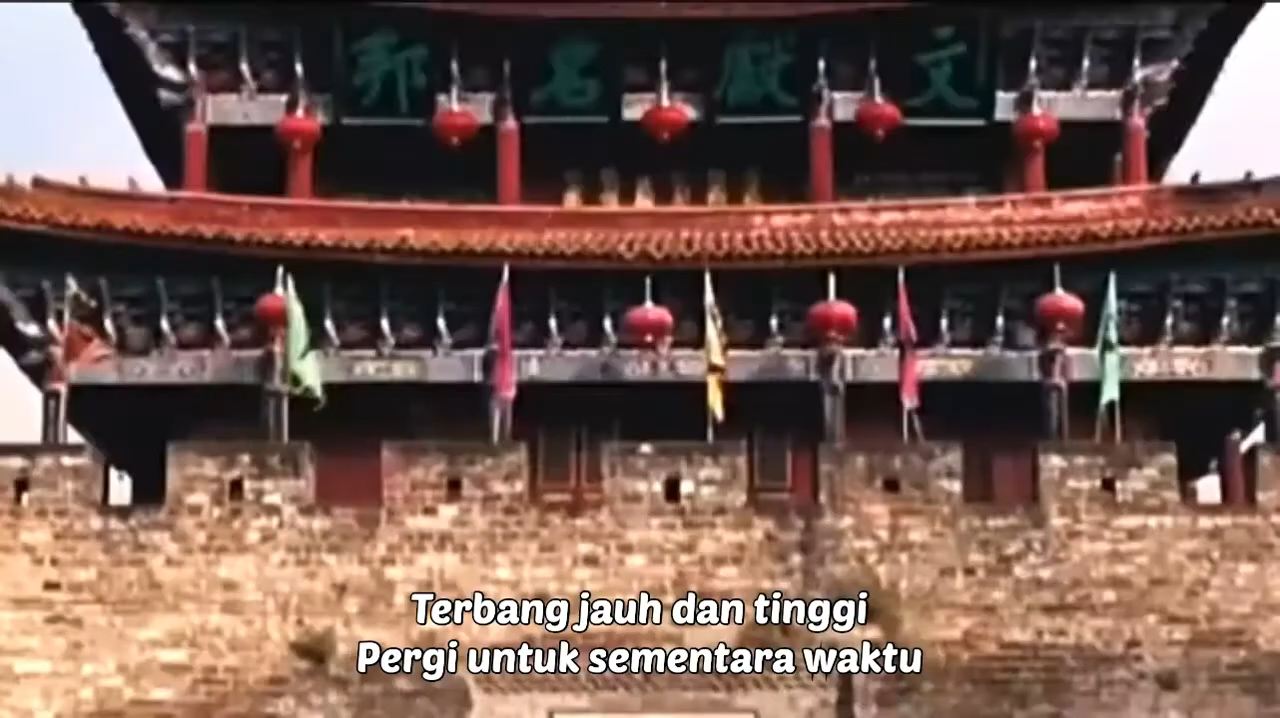 文獻名邦
Terbang jauh dan tinggi
Pergi untuk sementara waktu